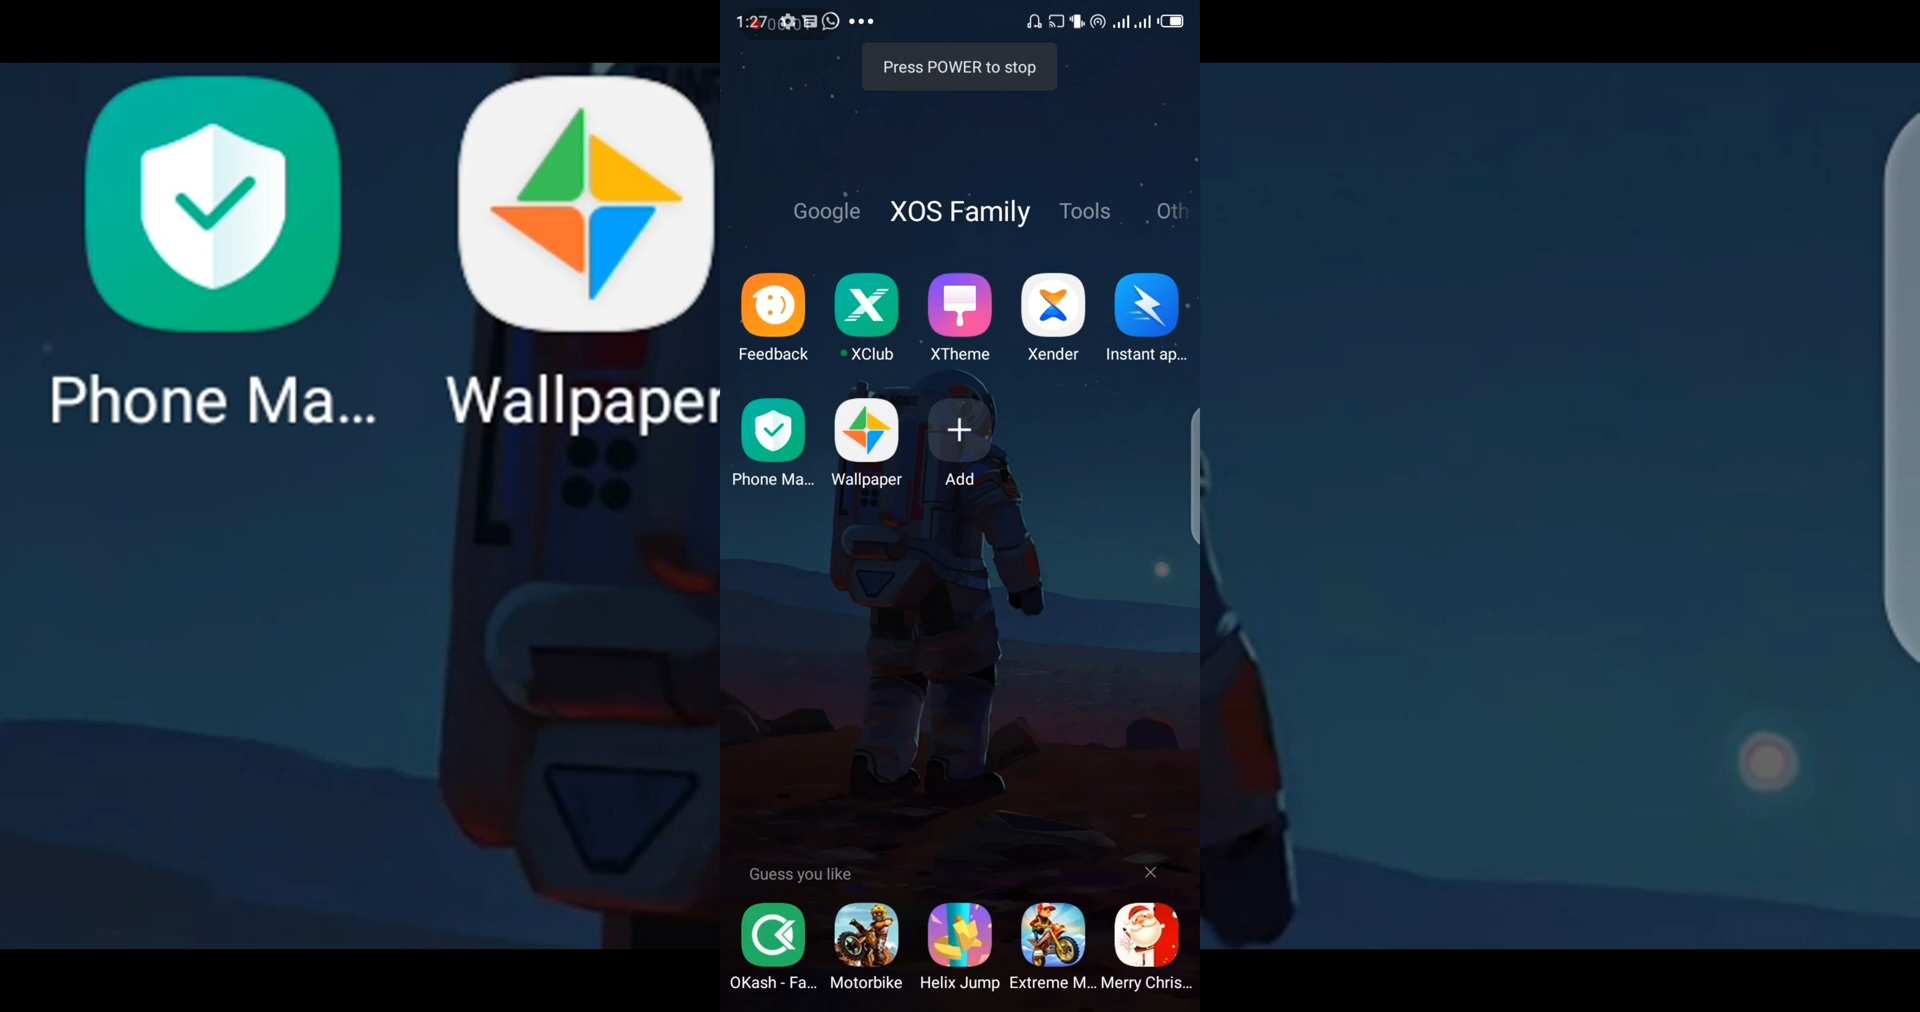 1:27
Press POWER to stop
Google XOS Family Tools Oth
Feedback XClub XTheme Xender Instant ap...
Phone Ma... Wallpaper Add
Phone Ma... Wallpaper
Guess you like
OKash - Fa... Motorbike Helix Jump Extreme M... Merry Chris...